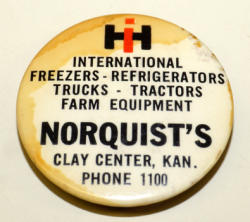 IH
INTERNATIONAL
FREEZERS - REFRIGERATORS
TRUCKS - TRACTORS
FARM EQUIPMENT
NORQUIST'S
CLAY CENTER, KAN.
PHONE 1100